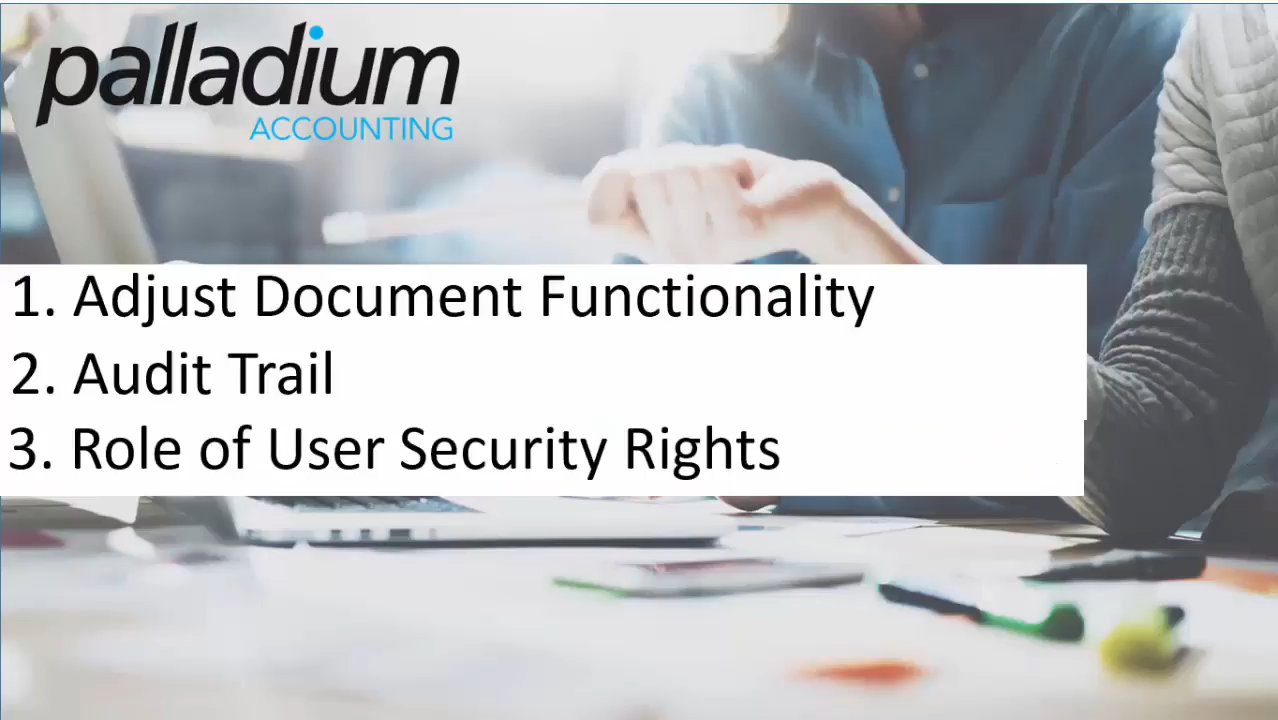 palladium
ACCOUNTING
1. Adjust Document Functionality
2. Audit Trail
3. Role of User Security Rights